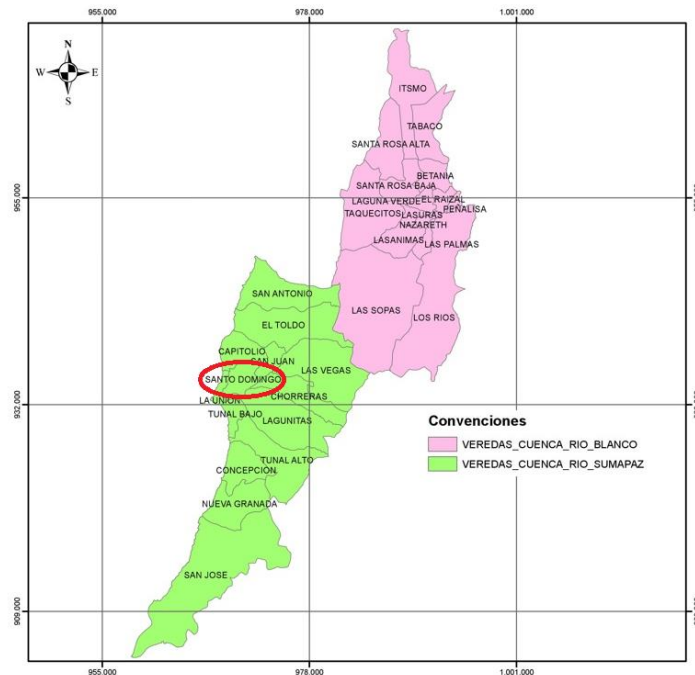 955.000 978.000 1.001.000
N
W E
S
ITSMO
TABACO
SANTA ROSA ALTA
BETANIA
SANTA ROSA BAJA
955.000
LAGUNA VERDE EL RAIZAL
PEÑALISA
TAQUECITOS LASURAS
NAZARETH
LASANIMAS LAS PALMAS
SAN ANTONIO
LAS SOPAS
LOS RIOS
EL TOLDO
CAPITOLIO
SAN JUAN
LAS VEGAS
SANTO DOMINGO
CHORRERAS
LA UNION
932.000
TUNAL BAJO
LAGUNITAS
Convenciones
VEREDAS_CUENCA_RIO_BLANCO
VEREDAS_CUENCA_RIO_SUMAPAZ
TUNAL ALTO
CONCEPCION
NUEVA GRANADA
SAN JOSE
909.000
955.000 978.000 1.001.000